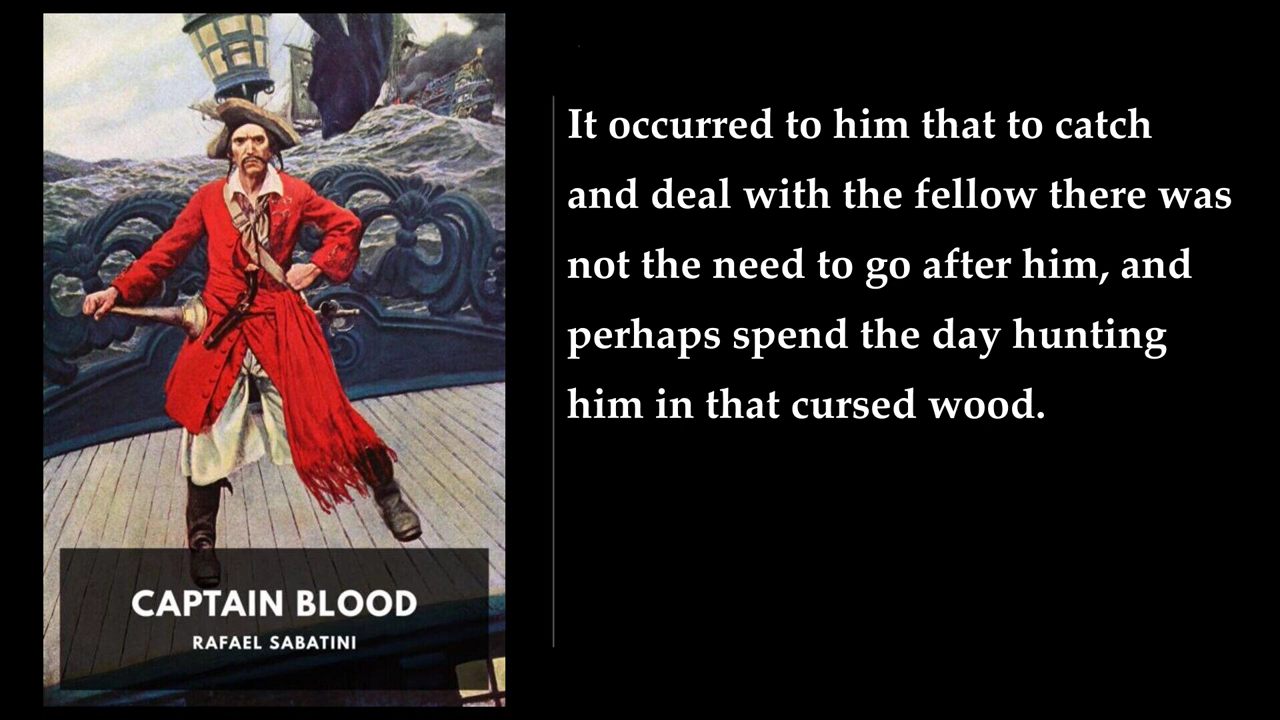 CAPTAIN BLOOD
RAFAEL SABATINI
It occurred to him that to catch
and deal with the fellow there was
not the need to go after him, and
perhaps spend the day hunting
him in that cursed wood.